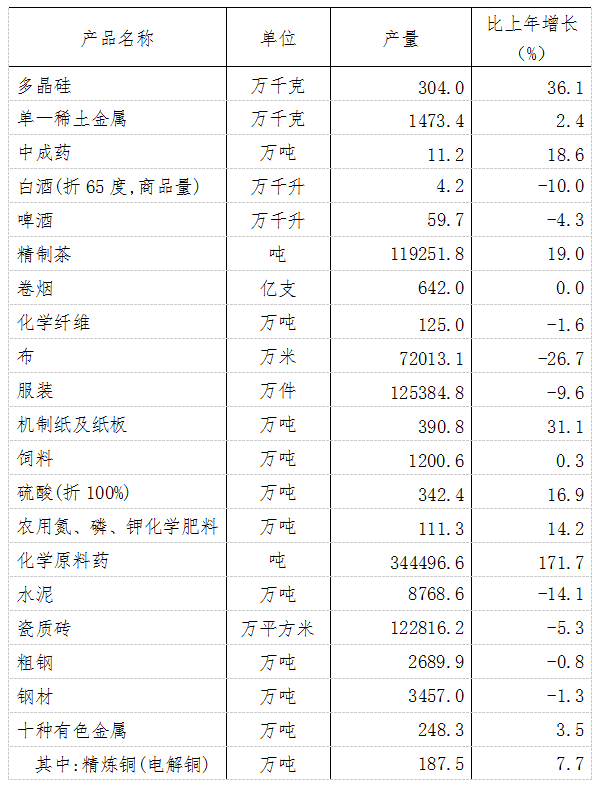 产品名称 单位 产量 比上年增长
（%）
多晶硅 万千克 304.0 36.1
单一稀土金属 万千克 1473.4 2.4
中成药 万吨 11.2 18.6
白酒(折 65 度,商品量) 万千升 4.2 -10.0
啤酒 万千升 59.7 -4.3
精制茶 吨 119251.8 19.0
卷烟 亿支 642.0 0.0
化学纤维 万吨 125.0 -1.6
布 万米 72013.1 -26.7
服装 万件 125384.8 -9.6
机制纸及纸板 万吨 390.8 31.1
饲料 万吨 1200.6 0.3
硫酸(折 100%) 万吨 342.4 16.9
农用氮、磷、钾化学肥料 万吨 111.3 14.2
化学原料药 吨 344496.6 171.7
水泥 万吨 8768.6 -14.1
瓷质砖 万平方米 122816.2 -5.3
粗钢 万吨 2689.9 -0.8
钢材 万吨 3457.0 -1.3
十种有色金属 万吨 248.3 3.5
其中:精炼铜(电解铜) 万吨 187.5 7.7